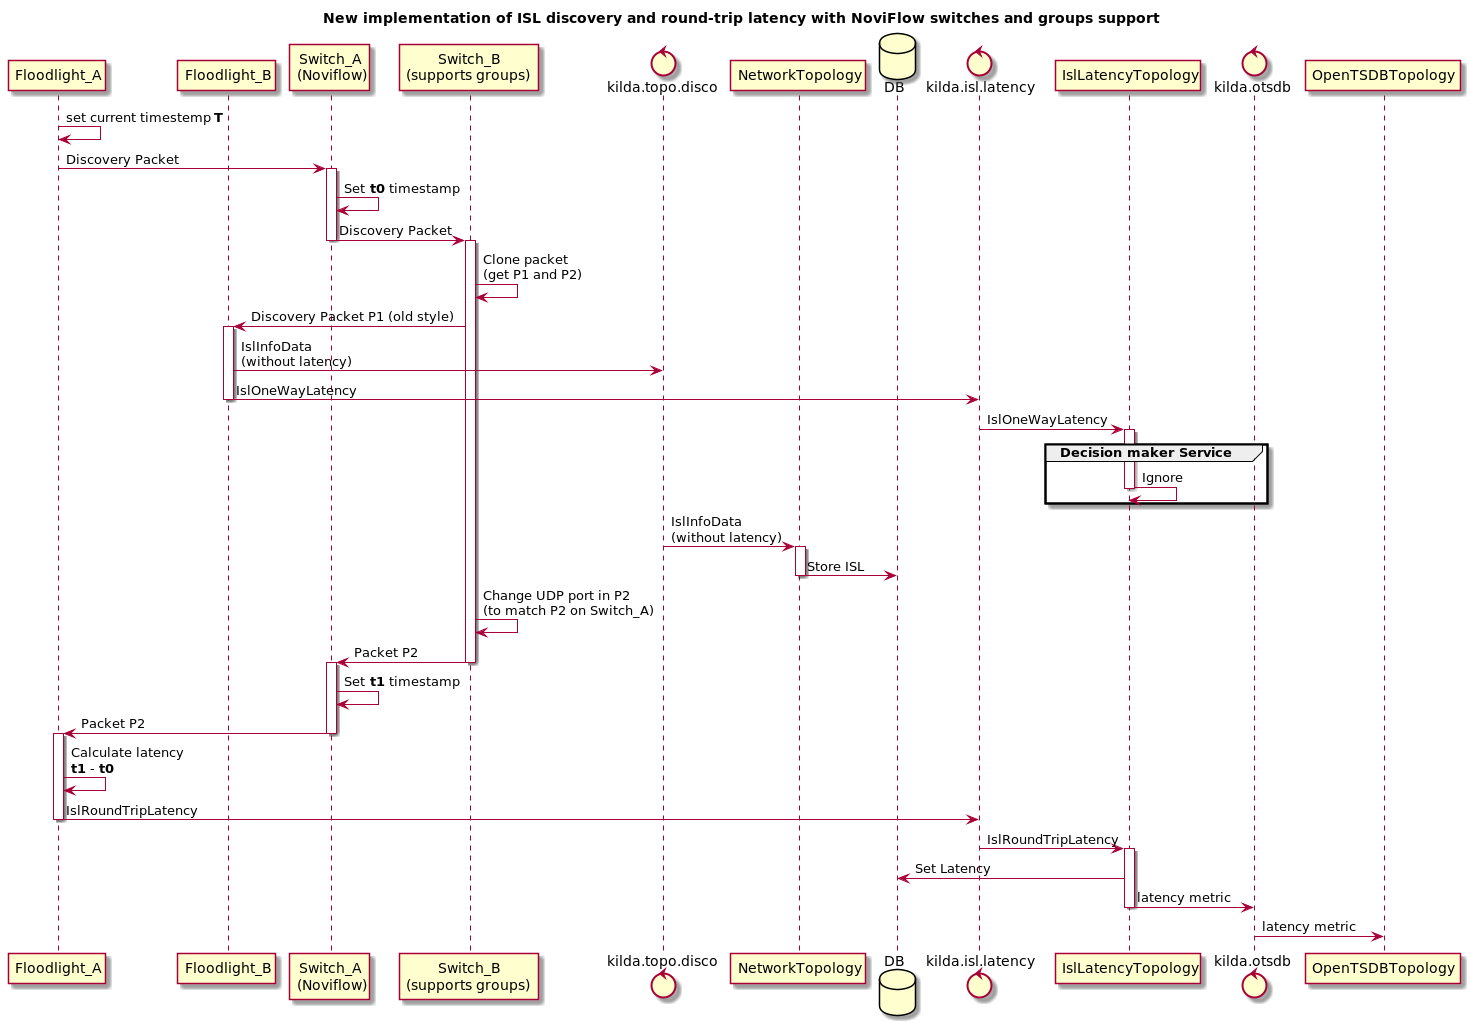 New implementation of ISL discovery and round-trip latency with NoviFlow switches and groups support
Floodlight_A
Floodlight_B
Switch_A
(Noviflow)
Switch_B
(supports groups)
kilda.topo.disco
NetworkTopology
DB
kilda.isl.latency
IslLatencyTopology
kilda.otsdb
OpenTSDBTopology
set current timestemp T
Discovery Packet
Set t0 timestamp
Discovery Packet
Clone packet
(get P1 and P2)
Discovery Packet P1 (old style)
IslInfoData
(without latency)
IslOneWayLatency
IslOneWayLatency
Decision maker Service
Ignore
IslInfoData
(without latency)
Store ISL
Change UDP port in P2
(to match P2 on Switch_A)
Packet P2
Set t1 timestamp
Packet P2
Calculate latency
t1 - t0
IslRoundTripLatency
IslRoundTripLatency
Set Latency
latency metric
latency metric
Floodlight_A
Floodlight_B
Switch_A
(Noviflow)
Switch_B
(supports groups)
kilda.topo.disco
NetworkTopology
DB
kilda.isl.latency
IslLatencyTopology
kilda.otsdb
OpenTSDBTopology